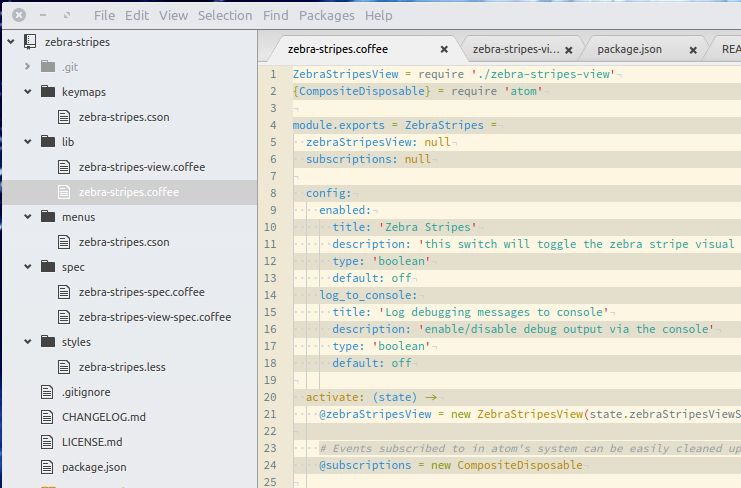 File Edit View Selection Find Packages Help
zebra-stripes
.git
keymaps
zebra-stripes.cson
lib
zebra-stripes-view.coffee
zebra-stripes.coffee
menus
zebra-stripes.cson
spec
zebra-stripes-spec.coffee
zebra-stripes-view-spec.coffee
styles
zebra-stripes.less
.gitignore
CHANGELOG.md
LICENSE.md
package.json
zebra-stripes.coffee zebra-stripes-vi... package.json REA
1 ZebraStripesView = require './zebra-stripes-view'
2 {CompositeDisposable} = require 'atom'
3
4 module.exports = ZebraStripes =
5 zebraStripesView: null
6 subscriptions: null
7
8 config:
9 enabled:
10 title: 'Zebra Stripes'
11 description: 'this switch will toggle the zebra stripe visual
12 type: 'boolean'
13 default: off
14 log_to_console:
15 title: 'Log debugging messages to console'
16 description: 'enable/disable debug output via the console'
17 type: 'boolean'
18 default: off
19
20 activate: (state) ->
21 @zebraStripesView = new ZebraStripesView(state.zebraStripesViewS
22
23 # Events subscribed to in atom's system can be easily cleaned up
24 @subscriptions = new CompositeDisposable
25